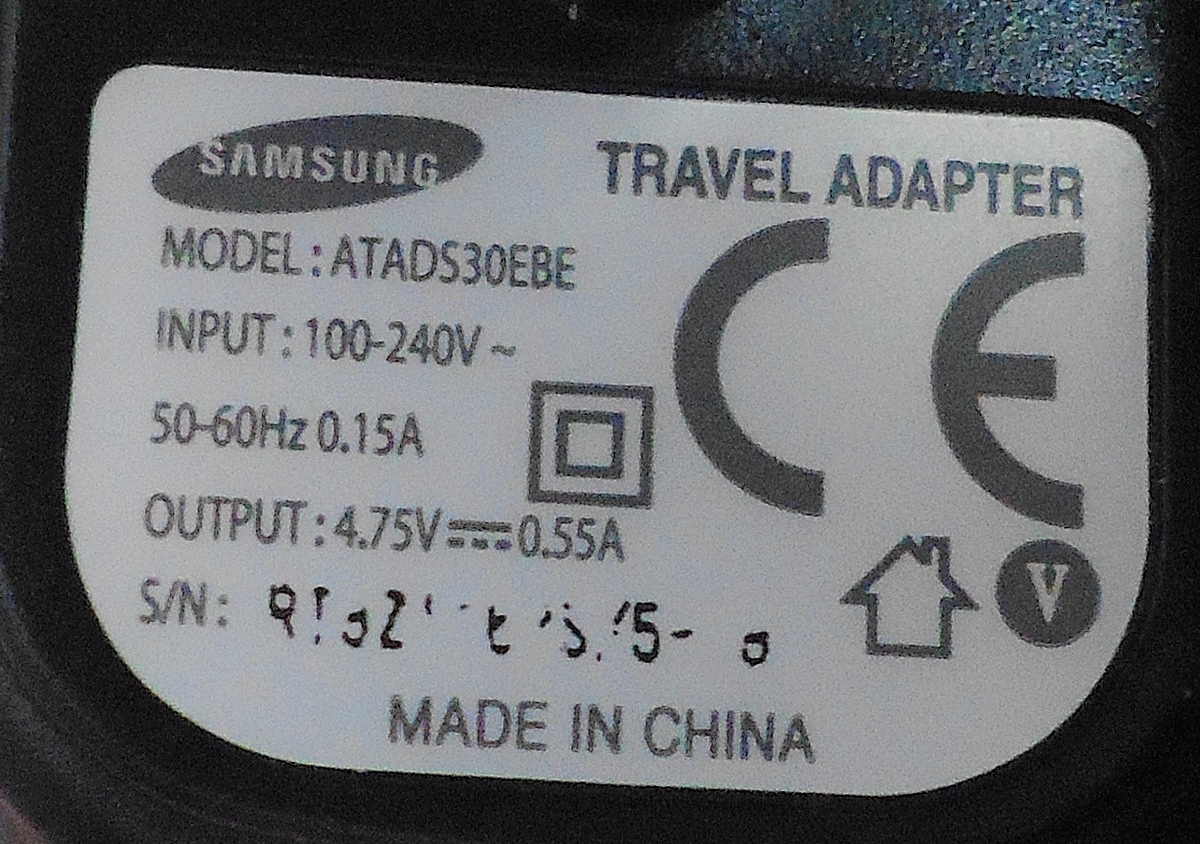 SAMSUNG
TRAVEL ADAPTER
MODEL : ATADS30EBE
INPUT : 100-240V ~
50-60Hz 0.15A
OUTPUT : 4.75V⎓0.55A
S/N :
MADE IN CHINA
CE
V